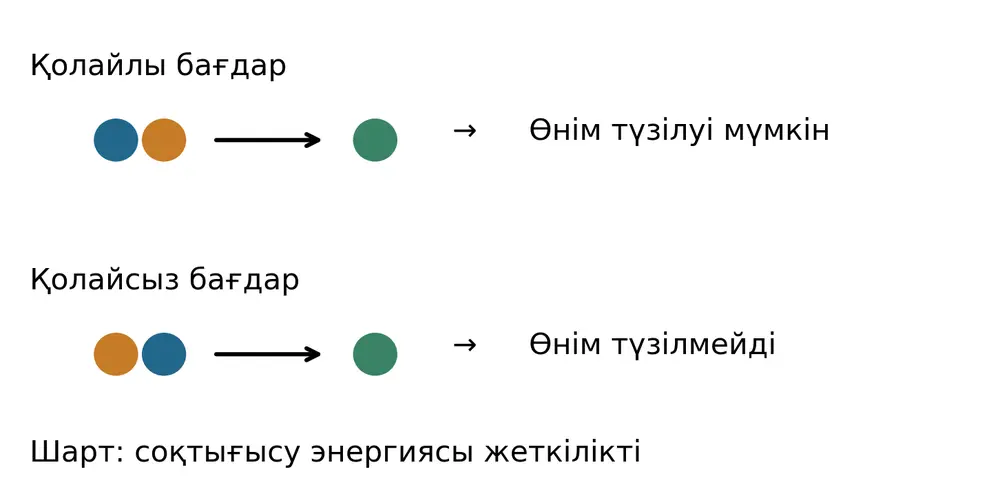 Қолайлы бағдар
→ Өнім түзілуі мүмкін
Қолайсыз бағдар
→ Өнім түзілмейді
Шарт: соқтығысу энергиясы жеткілікті